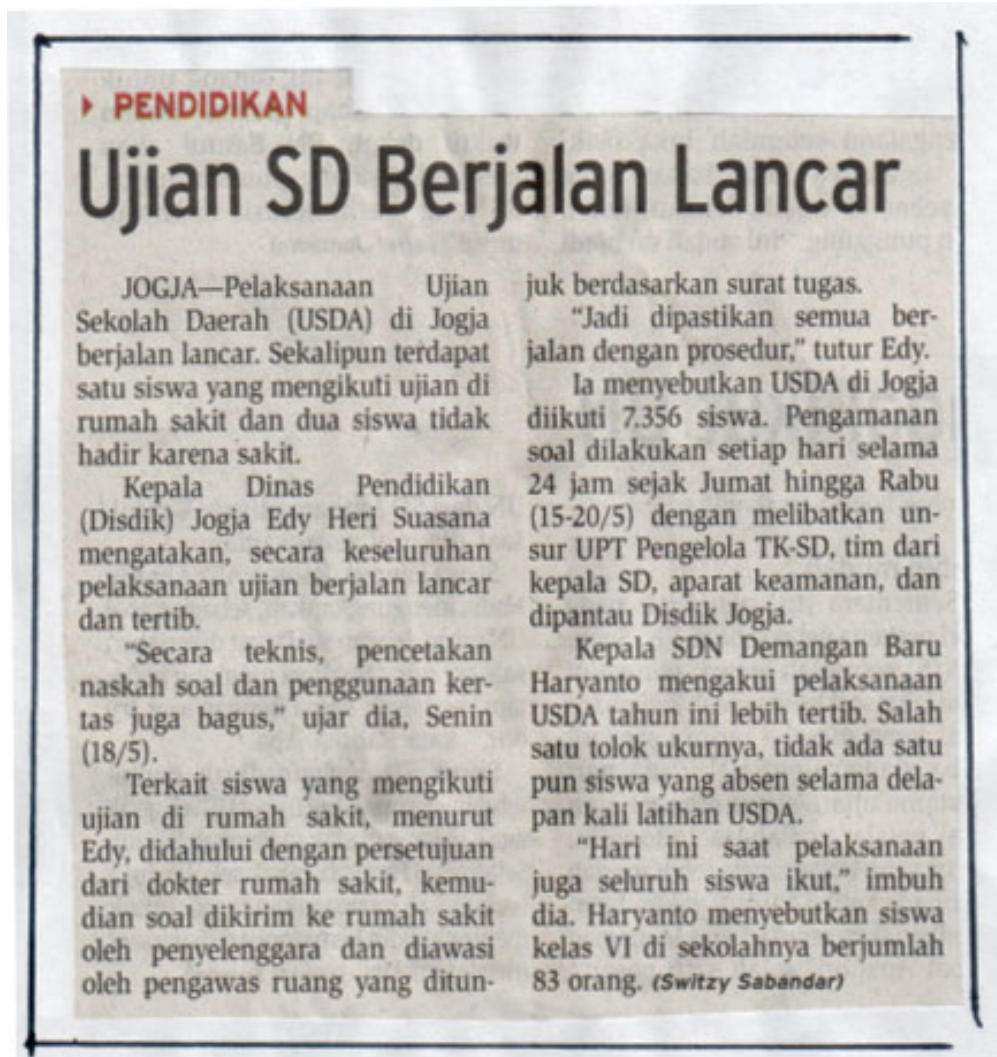 PENDIDIKAN
Ujian SD Berjalan Lancar
JOGJA—Pelaksanaan Ujian
Sekolah Daerah (USDA) di Jogja
berjalan lancar. Sekalipun terdapat
satu siswa yang mengikuti ujian di
rumah sakit dan dua siswa tidak
hadir karena sakit.
Kepala Dinas Pendidikan
(Disdik) Jogja Edy Heri Suasana
mengatakan, secara keseluruhan
pelaksanaan ujian berjalan lancar
dan tertib.
"Secara teknis, pencetakan
naskah soal dan penggunaan ker-
tas juga bagus," ujar dia, Senin
(18/5).
Terkait siswa yang mengikuti
ujian di rumah sakit, menurut
Edy, didahului dengan persetujuan
dari dokter rumah sakit, kemu-
dian soal dikirim ke rumah sakit
oleh penyelenggara dan diawasi
oleh pengawas ruang yang ditun-
juk berdasarkan surat tugas.
"Jadi dipastikan semua ber-
jalan dengan prosedur," tutur Edy.
Ia menyebutkan USDA di Jogja
diikuti 7.356 siswa. Pengamanan
soal dilakukan setiap hari selama
24 jam sejak Jumat hingga Rabu
(15-20/5) dengan melibatkan un-
sur UPT Pengelola TK-SD, tim dari
kepala SD, aparat keamanan, dan
dipantau Disdik Jogja.
Kepala SDN Demangan Baru
Haryanto mengakui pelaksanaan
USDA tahun ini lebih tertib. Salah
satu tolok ukurnya, tidak ada satu
pun siswa yang absen selama dela-
pan kali latihan USDA.
"Hari ini saat pelaksanaan
juga seluruh siswa ikut," imbuh
dia. Haryanto menyebutkan siswa
kelas VI di sekolahnya berjumlah
83 orang. (Switzy Sabandar)